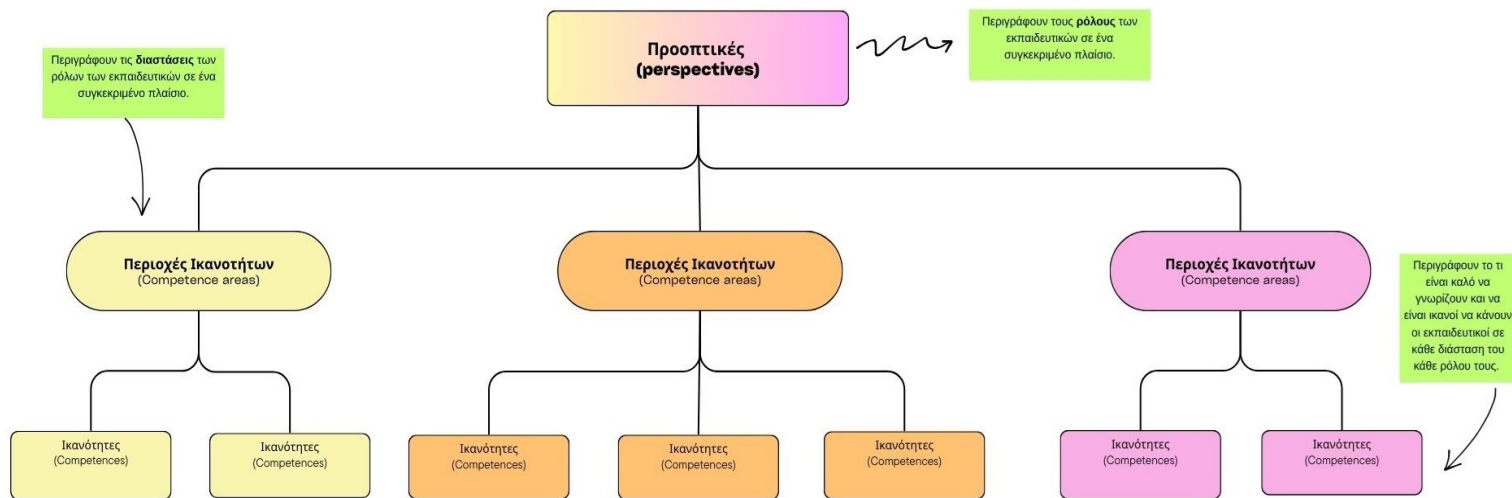 Προοπτικές
(perspectives)
Περιγράφουν τους ρόλους των
εκπαιδευτικών σε ένα
συγκεκριμένο πλαίσιο.
Περιγράφουν τις διαστάσεις των
ρόλων των εκπαιδευτικών σε ένα
συγκεκριμένο πλαίσιο.
Περιοχές Ικανοτήτων
(Competence areas)
Περιοχές Ικανοτήτων
(Competence areas)
Περιοχές Ικανοτήτων
(Competence areas)
Περιγράφουν το τι
είναι καλό να
γνωρίζουν και να
είναι ικανοί να κάνουν
οι εκπαιδευτικοί σε
κάθε διάσταση του
κάθε ρόλου τους.
Ικανότητες
(Competences)
Ικανότητες
(Competences)
Ικανότητες
(Competences)
Ικανότητες
(Competences)
Ικανότητες
(Competences)
Ικανότητες
(Competences)
Ικανότητες
(Competences)